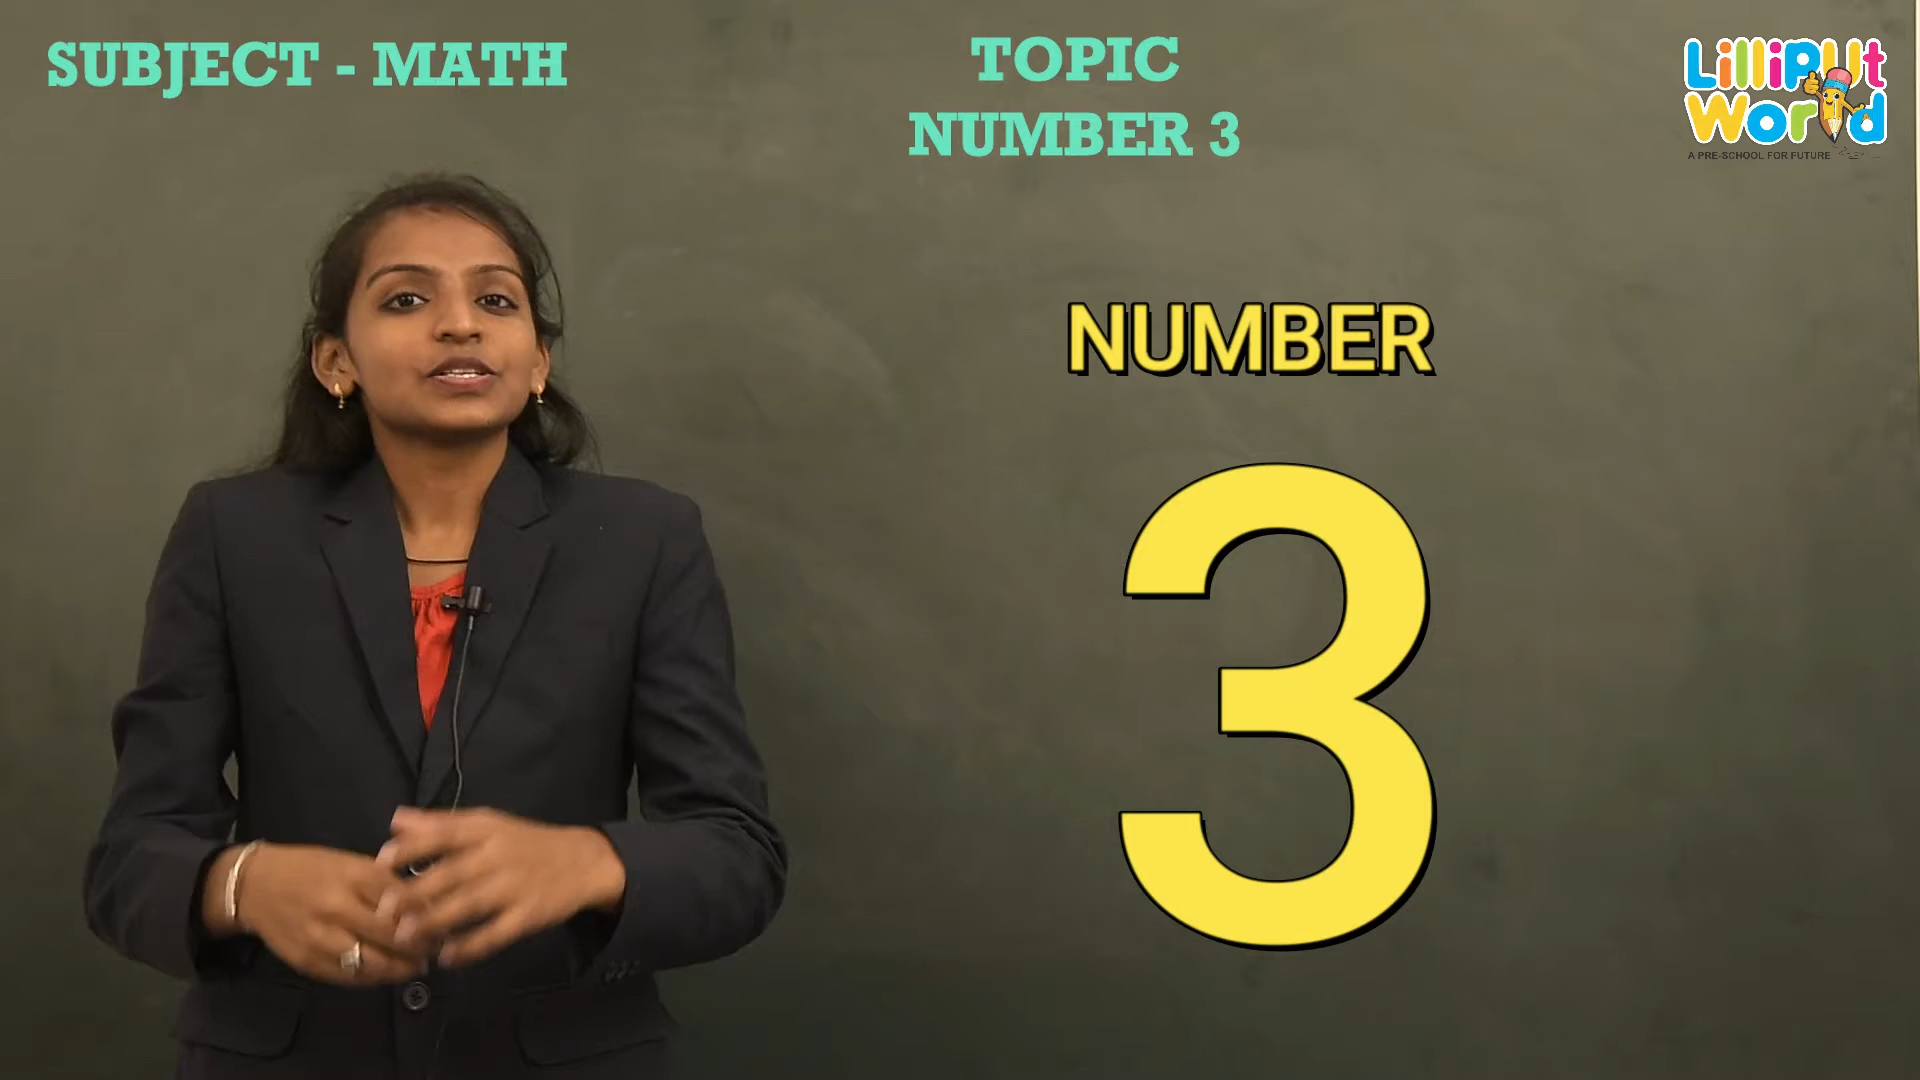 SUBJECT - MATH
TOPIC
NUMBER 3
LilliPUt
World
A PRE-SCHOOL FOR FUTURE
NUMBER
3